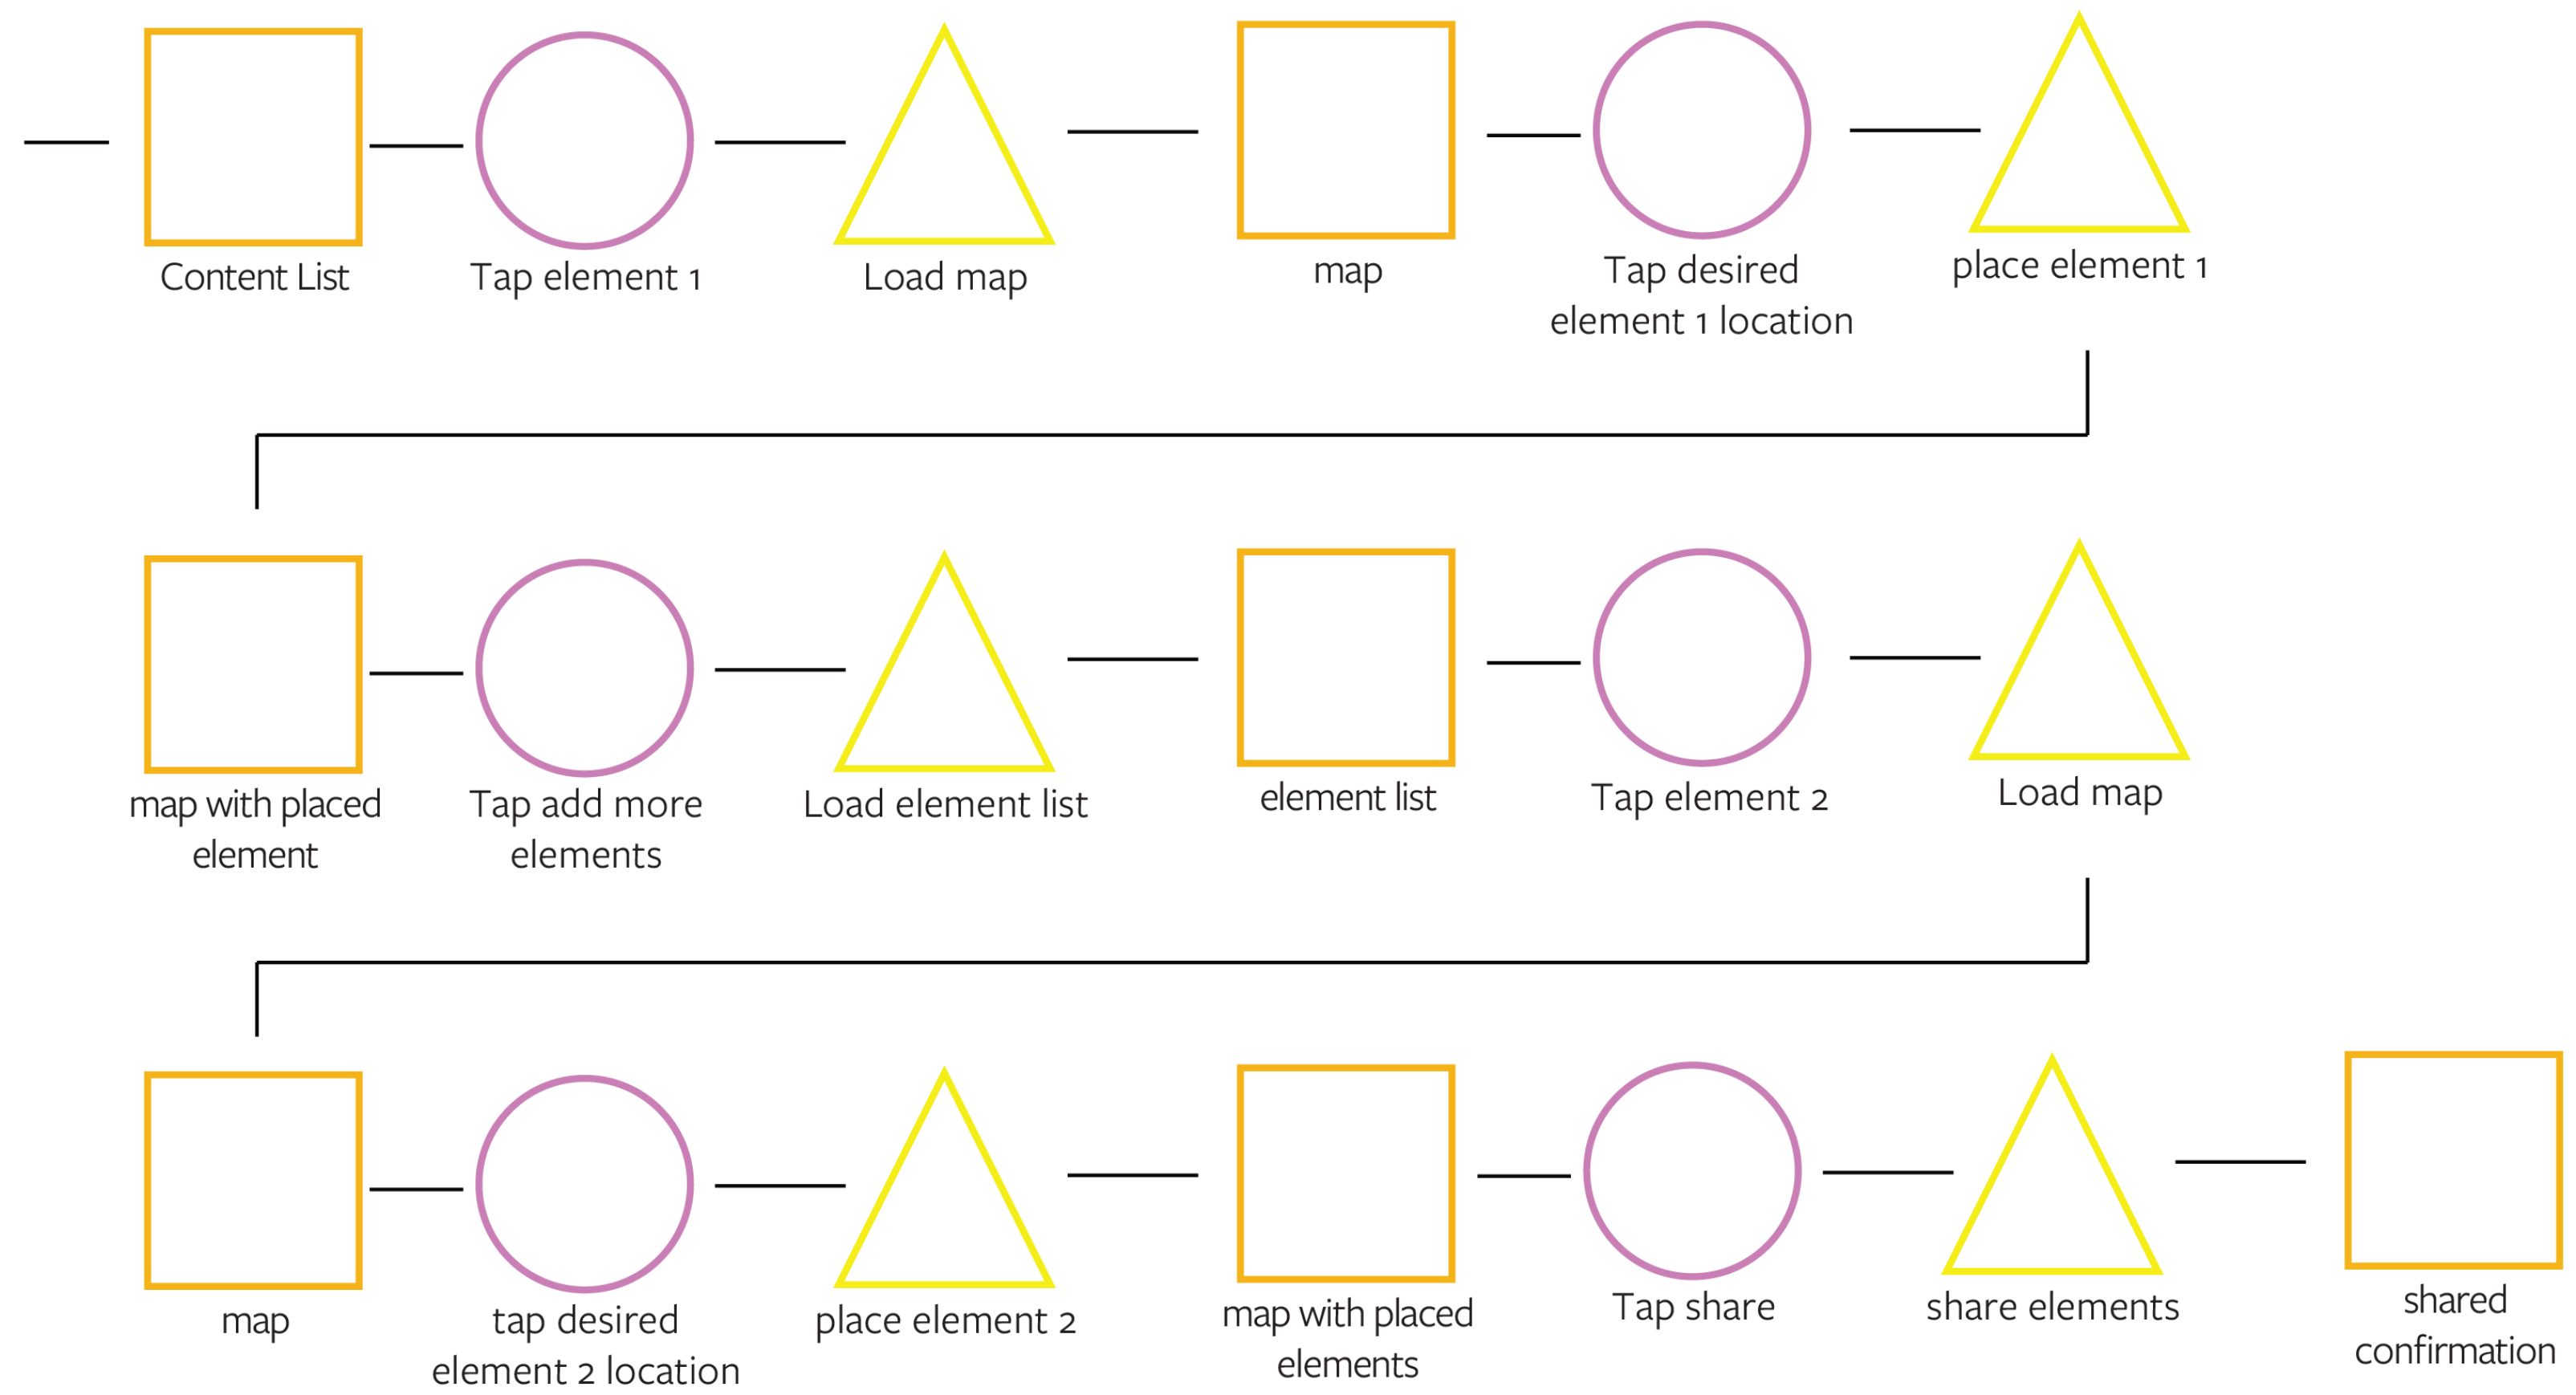 Content List
Tap element 1
Load map
map
Tap desired
element 1 location
place element 1
map with placed
element
Tap add more
elements
Load element list
element list
Tap element 2
Load map
map
tap desired
element 2 location
place element 2
map with placed
elements
Tap share
share elements
shared
confirmation